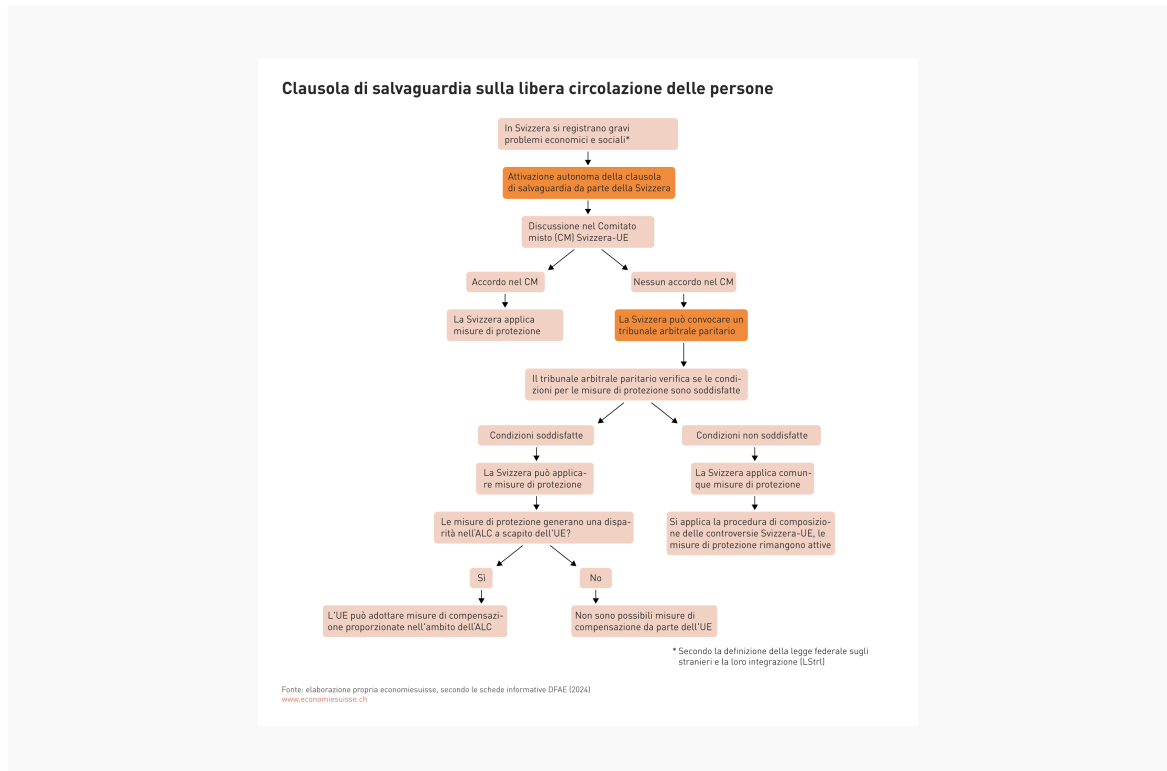 Clausola di salvaguardia sulla libera circolazione delle persone
In Svizzera si registrano gravi
problemi economici e sociali*
Attivazione autonoma della clausola
di salvaguardia da parte della Svizzera
Discussione nel Comitato
misto (CM) Svizzera-UE
Accordo nel CM
Nessun accordo nel CM
La Svizzera applica
misure di protezione
La Svizzera può convocare un
tribunale arbitrale paritario
Il tribunale arbitrale paritario verifica se le condi-
zioni per le misure di protezione sono soddisfatte
Condizioni soddisfatte
Condizioni non soddisfatte
La Svizzera può applica-
re misure di protezione
La Svizzera applica comun-
que misure di protezione
Le misure di protezione generano una dispa-
rità nell'ALC a scapito dell'UE?
Si applica la procedura di composizio-
ne delle controversie Svizzera-UE, le
misure di protezione rimangono attive
Sì
No
L'UE può adottare misure di compensazi-
one proporzionate nell'ambito dell'ALC
Non sono possibili misure di
compensazione da parte dell'UE
* Secondo la definizione della legge federale sugli
stranieri e la loro integrazione (LStrI)
Fonte: elaborazione propria economiesuisse, secondo le schede informative DFAE (2024)
www.economiesuisse.ch